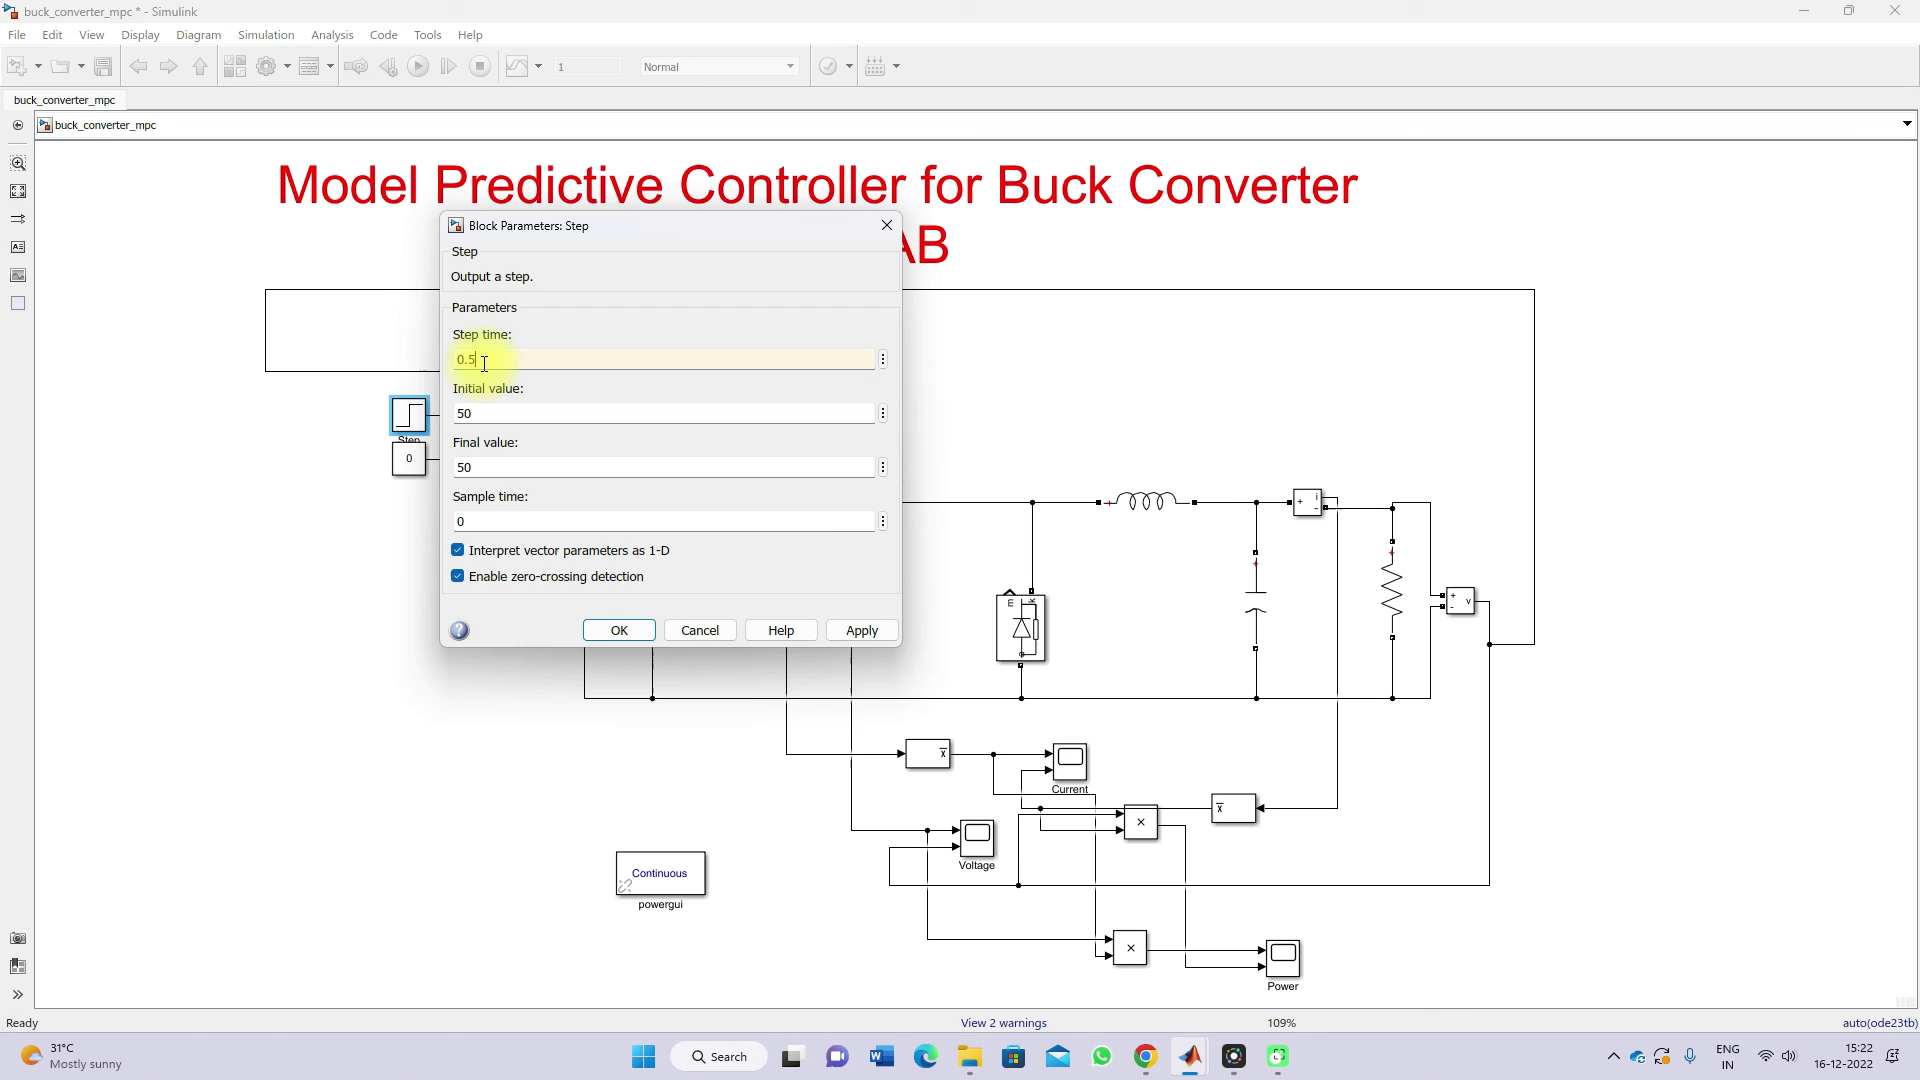 buck_converter_mpc * - Simulink
File Edit View Display Diagram Simulation Analysis Code Tools Help
1 Normal
buck_converter_mpc
buck_converter_mpc
Model Predictive Controller for Buck Converter
AB
Block Parameters: Step
Step
Output a step.
Parameters
Step time:
0.5
Initial value:
50
Final value:
50
Sample time:
0
Interpret vector parameters as 1-D
Enable zero-crossing detection
OK Cancel Help Apply
Step
0
+ i
-
+ v
-
m k
a
x
Current
x
×
Voltage
Continuous
powergui
×
Power
Ready View 2 warnings 109% auto(ode23tb)
31°C
Mostly sunny
Search
ENG
IN
15:22
16-12-2022